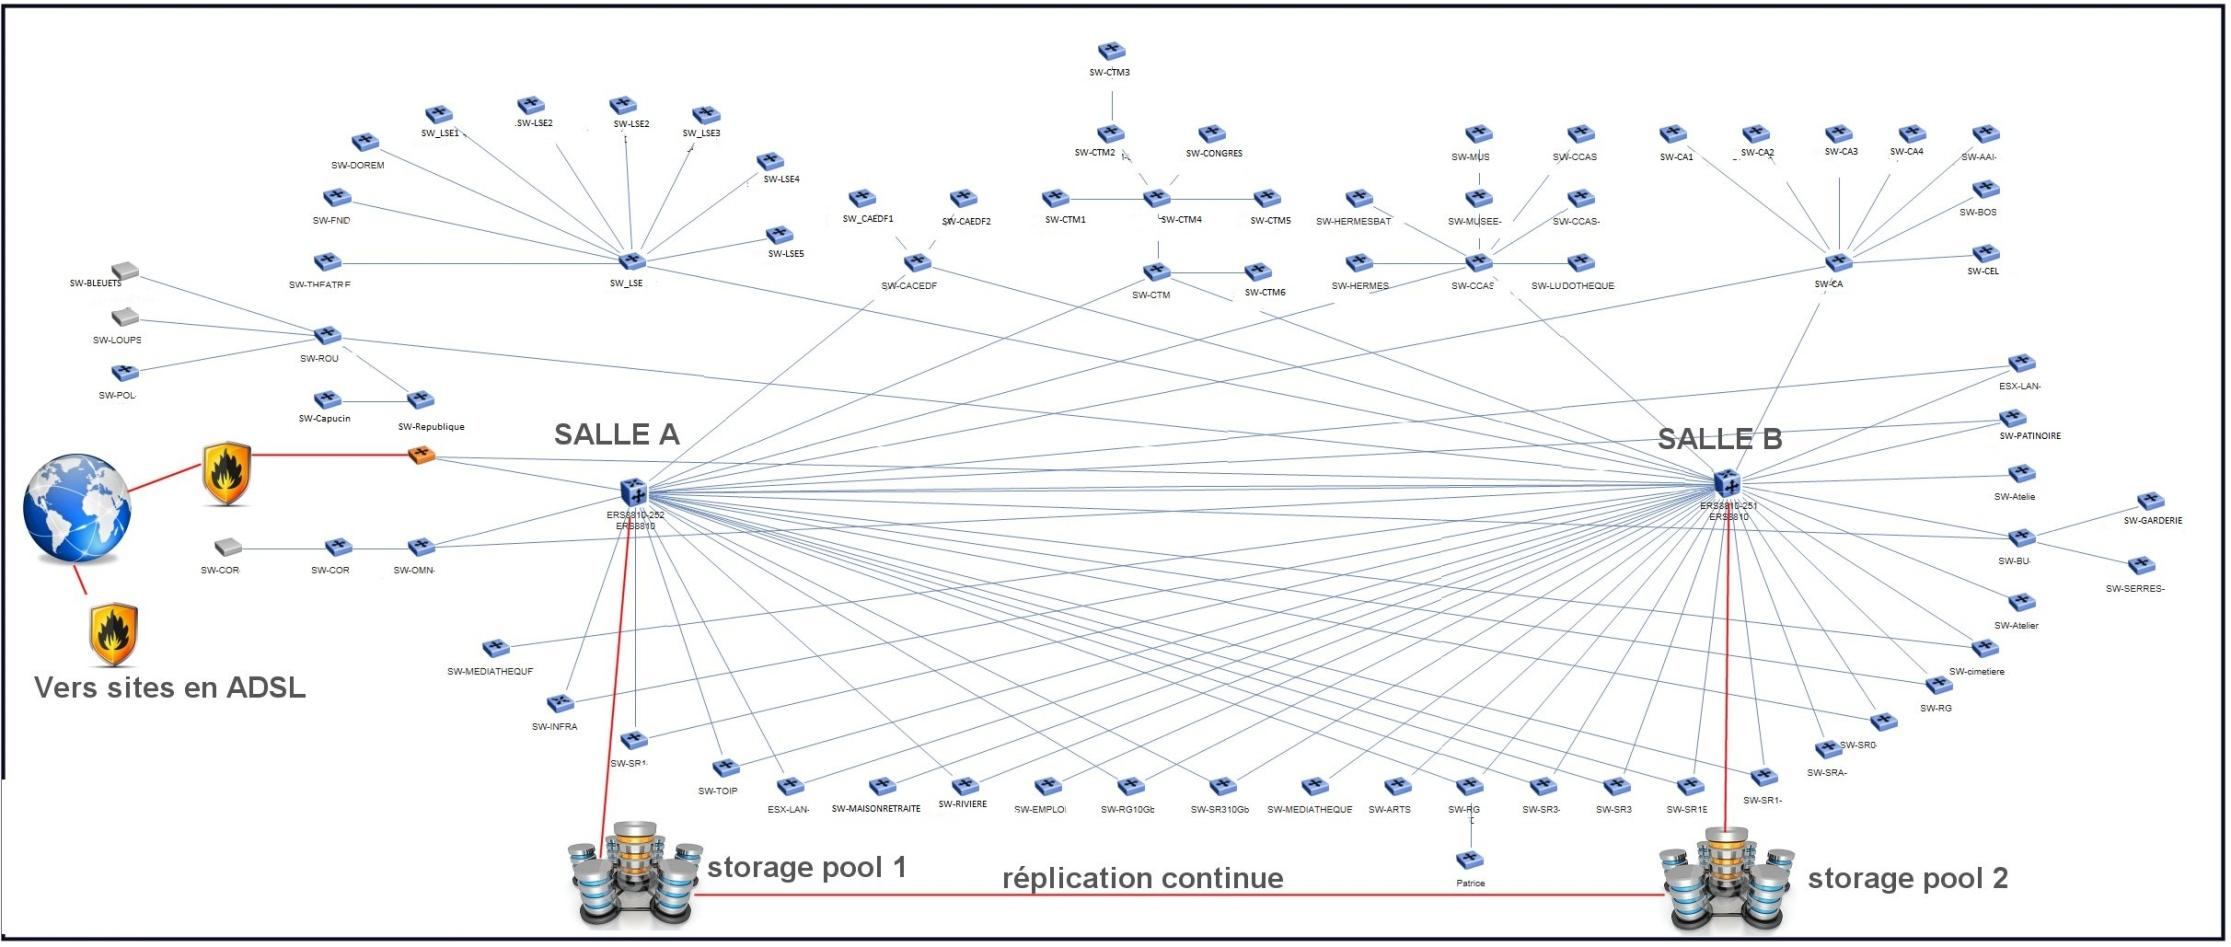 SW-CTM3
SW_LSE1
.SW-LSE2
SW-LSE2
SW_LSE3
SW-CTM2
SW-CONGRES
SW-MUS
SW-CCAS
SW-CA1
SW-CA2
SW-CA3
SW-CA4
SW-AAI-
SW-DOREM
SW-LSE4
SW-FND
SW_CAEDF1
SW-CAEDF2
SW-CTM1
SW-CTM4
SW-CTM5
SW-HERMESBAT
SW-MUSEE-
SW-CCAS-
SW-BOS
SW-LSE5
SW-BLEUETS
SW-THEATRE
SW_LSE
SW-CACEDF
SW-CTM
SW-CTM6
SW-HERMES
SW-CCAS
SW-LUDOTHEQUE
SW-CA
SW-CEL
SW-LOUPS
SW-ROU
SW-POL-
SW-Capucin
SW-Republique
ESX-LAN-
SALLE A
SALLE B
SW-PATINOIRE
ERS8810-252
ERS8810
ERS8810-251
ERS8810
SW-Atelie
SW-GARDERIE
SW-COR
SW-COR
SW-OMN-
SW-BU-
SW-SERRES-
SW-Atelier
Vers sites en ADSL
SW-MEDIATHEQUE
SW-cimetiere
SW-INFRA
SW-RG
SW-SR1-
SW-SR0-
SW-TOIP
SW-SRA-
ESX-LAN-
SW-MAISONRETRAITE
SW-RIVIERE
SW-EMPLOI
SW-RG10Gb
SW-SR310Gb
SW-MEDIATHEQUE
SW-ARTS
SW-RG
SW-SR3-
SW-SR3
SW-SR1E
SW-SR1-
storage pool 1
réplication continue
Patrice
storage pool 2